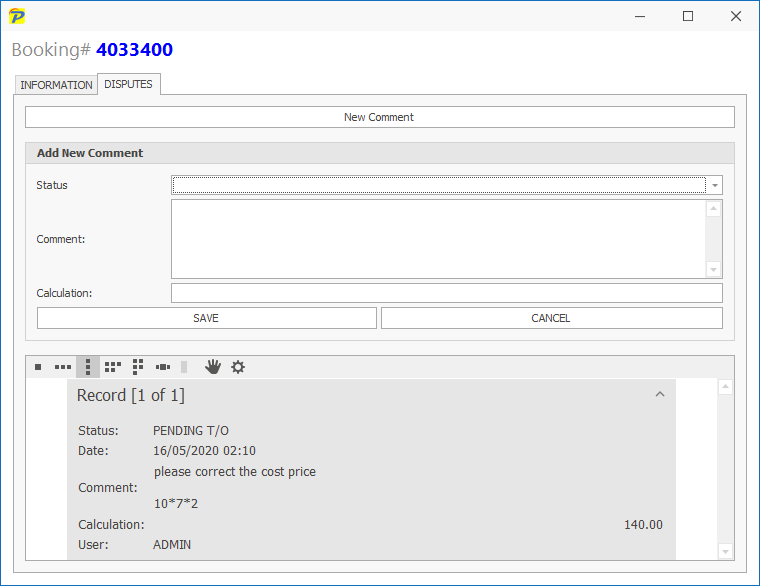 P
Booking# 4033400
INFORMATION DISPUTES
New Comment
Add New Comment
Status
Comment:
Calculation:
SAVE CANCEL
Record [1 of 1]
Status: PENDING T/O
Date: 16/05/2020 02:10
please correct the cost price
Comment:
10*7*2
Calculation: 140.00
User: ADMIN